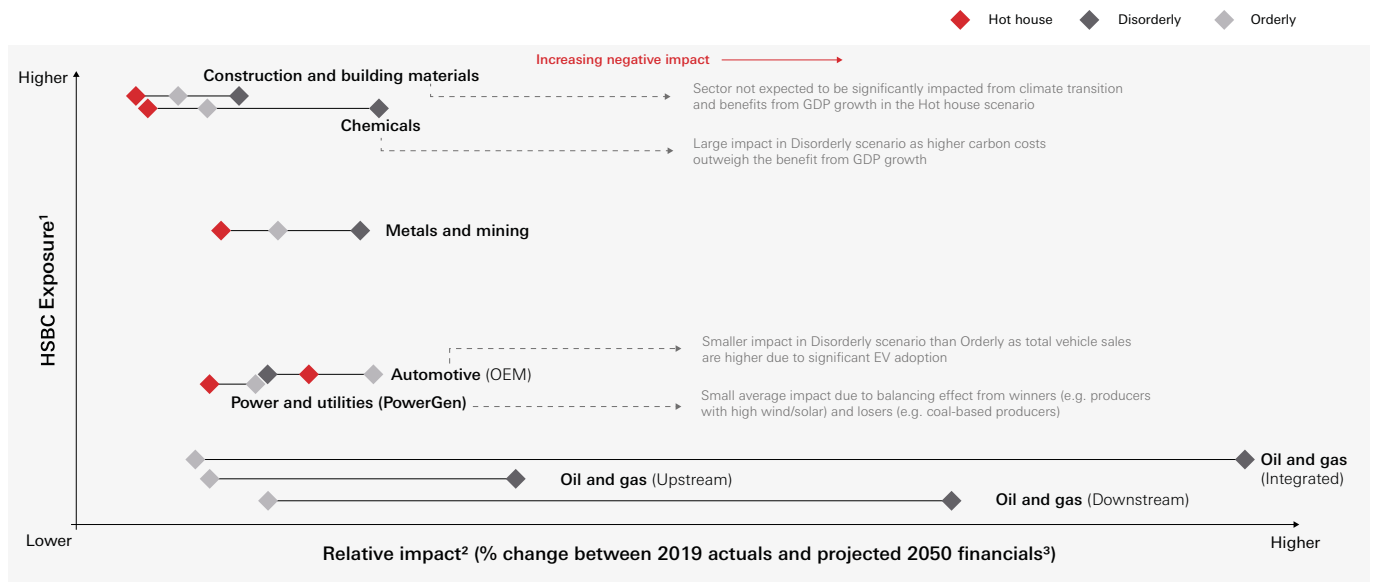 Hot house
Disorderly
Orderly
Increasing negative impact
Higher
Construction and building materials
Sector not expected to be significantly impacted from climate transition
and benefits from GDP growth in the Hot house scenario
Chemicals
Large impact in Disorderly scenario as higher carbon costs
outweigh the benefit from GDP growth
HSBC Exposure¹
Metals and mining
Smaller impact in Disorderly scenario than Orderly as total vehicle sales
are higher due to significant EV adoption
Automotive (OEM)
Power and utilities (PowerGen)
Small average impact due to balancing effect from winners (e.g. producers
with high wind/solar) and losers (e.g. coal-based producers)
Oil and gas
(Integrated)
Oil and gas (Upstream)
Oil and gas (Downstream)
Lower
Higher
Relative impact² (% change between 2019 actuals and projected 2050 financials³)